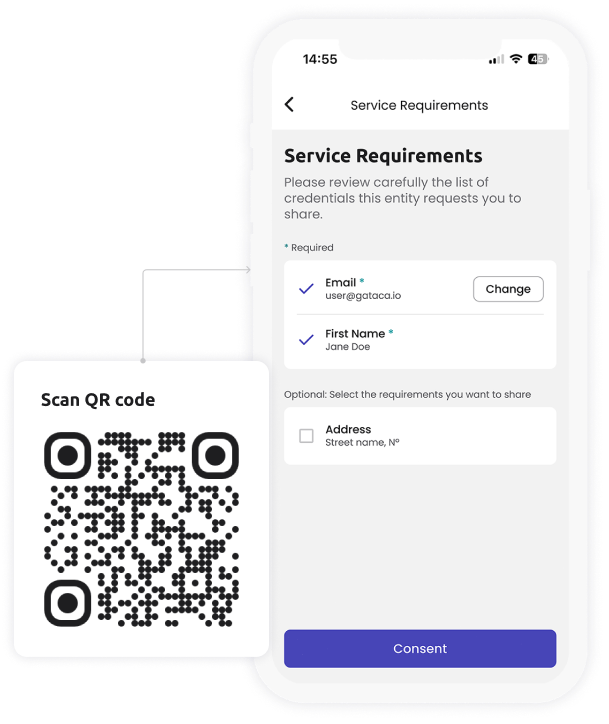 14:55
45
Service Requirements
Service Requirements
Please review carefully the list of
credentials this entity requests you to
share.
* Required
Email *
user@gataca.io
Change
First Name *
Jane Doe
Optional: Select the requirements you want to share
Address
Street name, Nº
Consent
Scan QR code